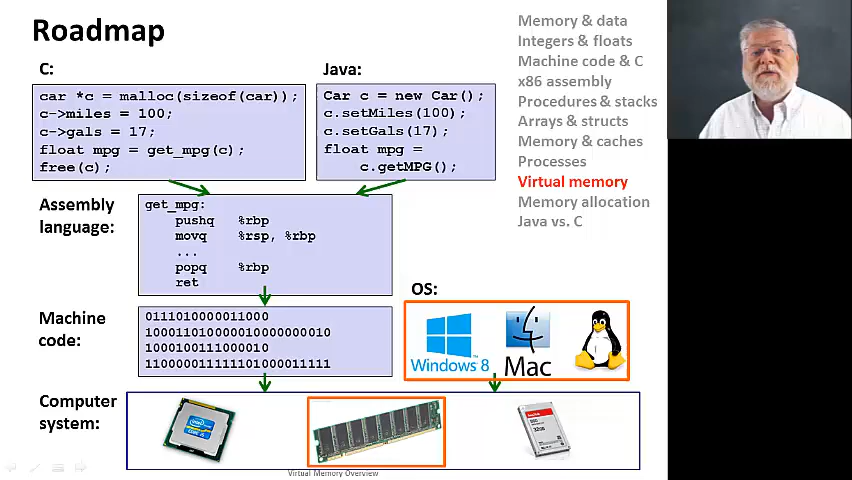 Roadmap
C:
car *c = malloc(sizeof(car));
c->miles = 100;
c->gals = 17;
float mpg = get_mpg(c);
free(c);
Java:
Car c = new Car();
c.setMiles(100);
c.setGals(17);
float mpg =
c.getMPG();
Memory & data
Integers & floats
Machine code & C
x86 assembly
Procedures & stacks
Arrays & structs
Memory & caches
Processes
Virtual memory
Memory allocation
Java vs. C
Assembly
language:
get_mpg:
pushq %rbp
movq %rsp, %rbp
...
popq %rbp
ret
Machine
code:
0111010000011000
100011010000010000000010
1000100111000010
110000011111101000011111
OS:
Windows 8
Mac
Computer
system:
Virtual Memory Overview